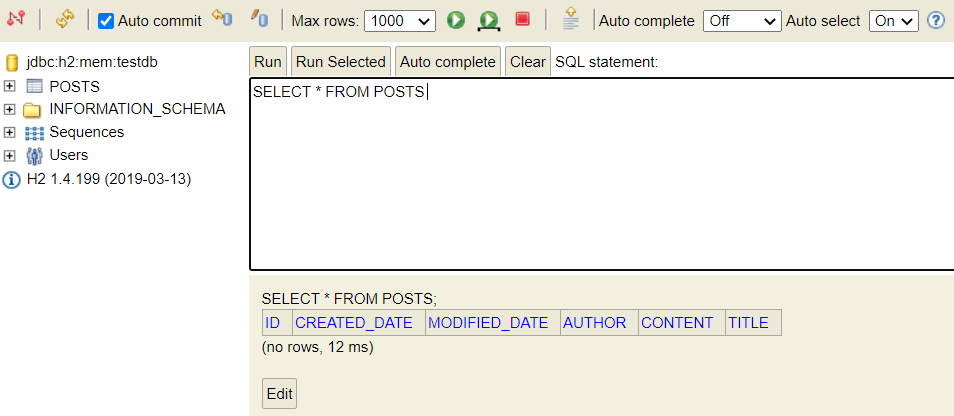 Auto commit Max rows: 1000 Auto complete Off Auto select On ?
jdbc:h2:mem:testdb
POSTS
INFORMATION_SCHEMA
Sequences
Users
H2 1.4.199 (2019-03-13)
Run Run Selected Auto complete Clear SQL statement:
SELECT * FROM POSTS
SELECT * FROM POSTS;
ID CREATED_DATE MODIFIED_DATE AUTHOR CONTENT TITLE
(no rows, 12 ms)
Edit